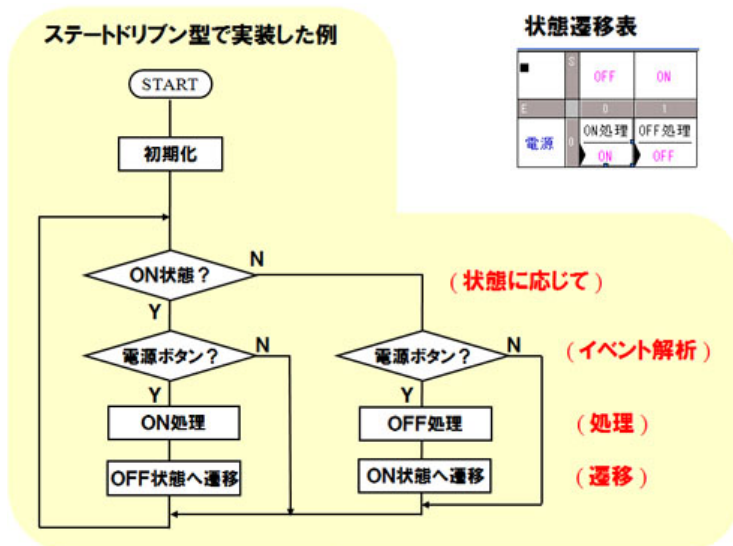 ステートドリブン型で実装した例
状態遷移表
■ S OFF ON
E 0 1
電源 0 ON処理 OFF処理
ON OFF
START
初期化
ON状態？ N
(状態に応じて)
Y
電源ボタン？ N
電源ボタン？ N
(イベント解析)
Y
Y
ON処理
OFF処理
(処理)
OFF状態へ遷移
ON状態へ遷移
(遷移)